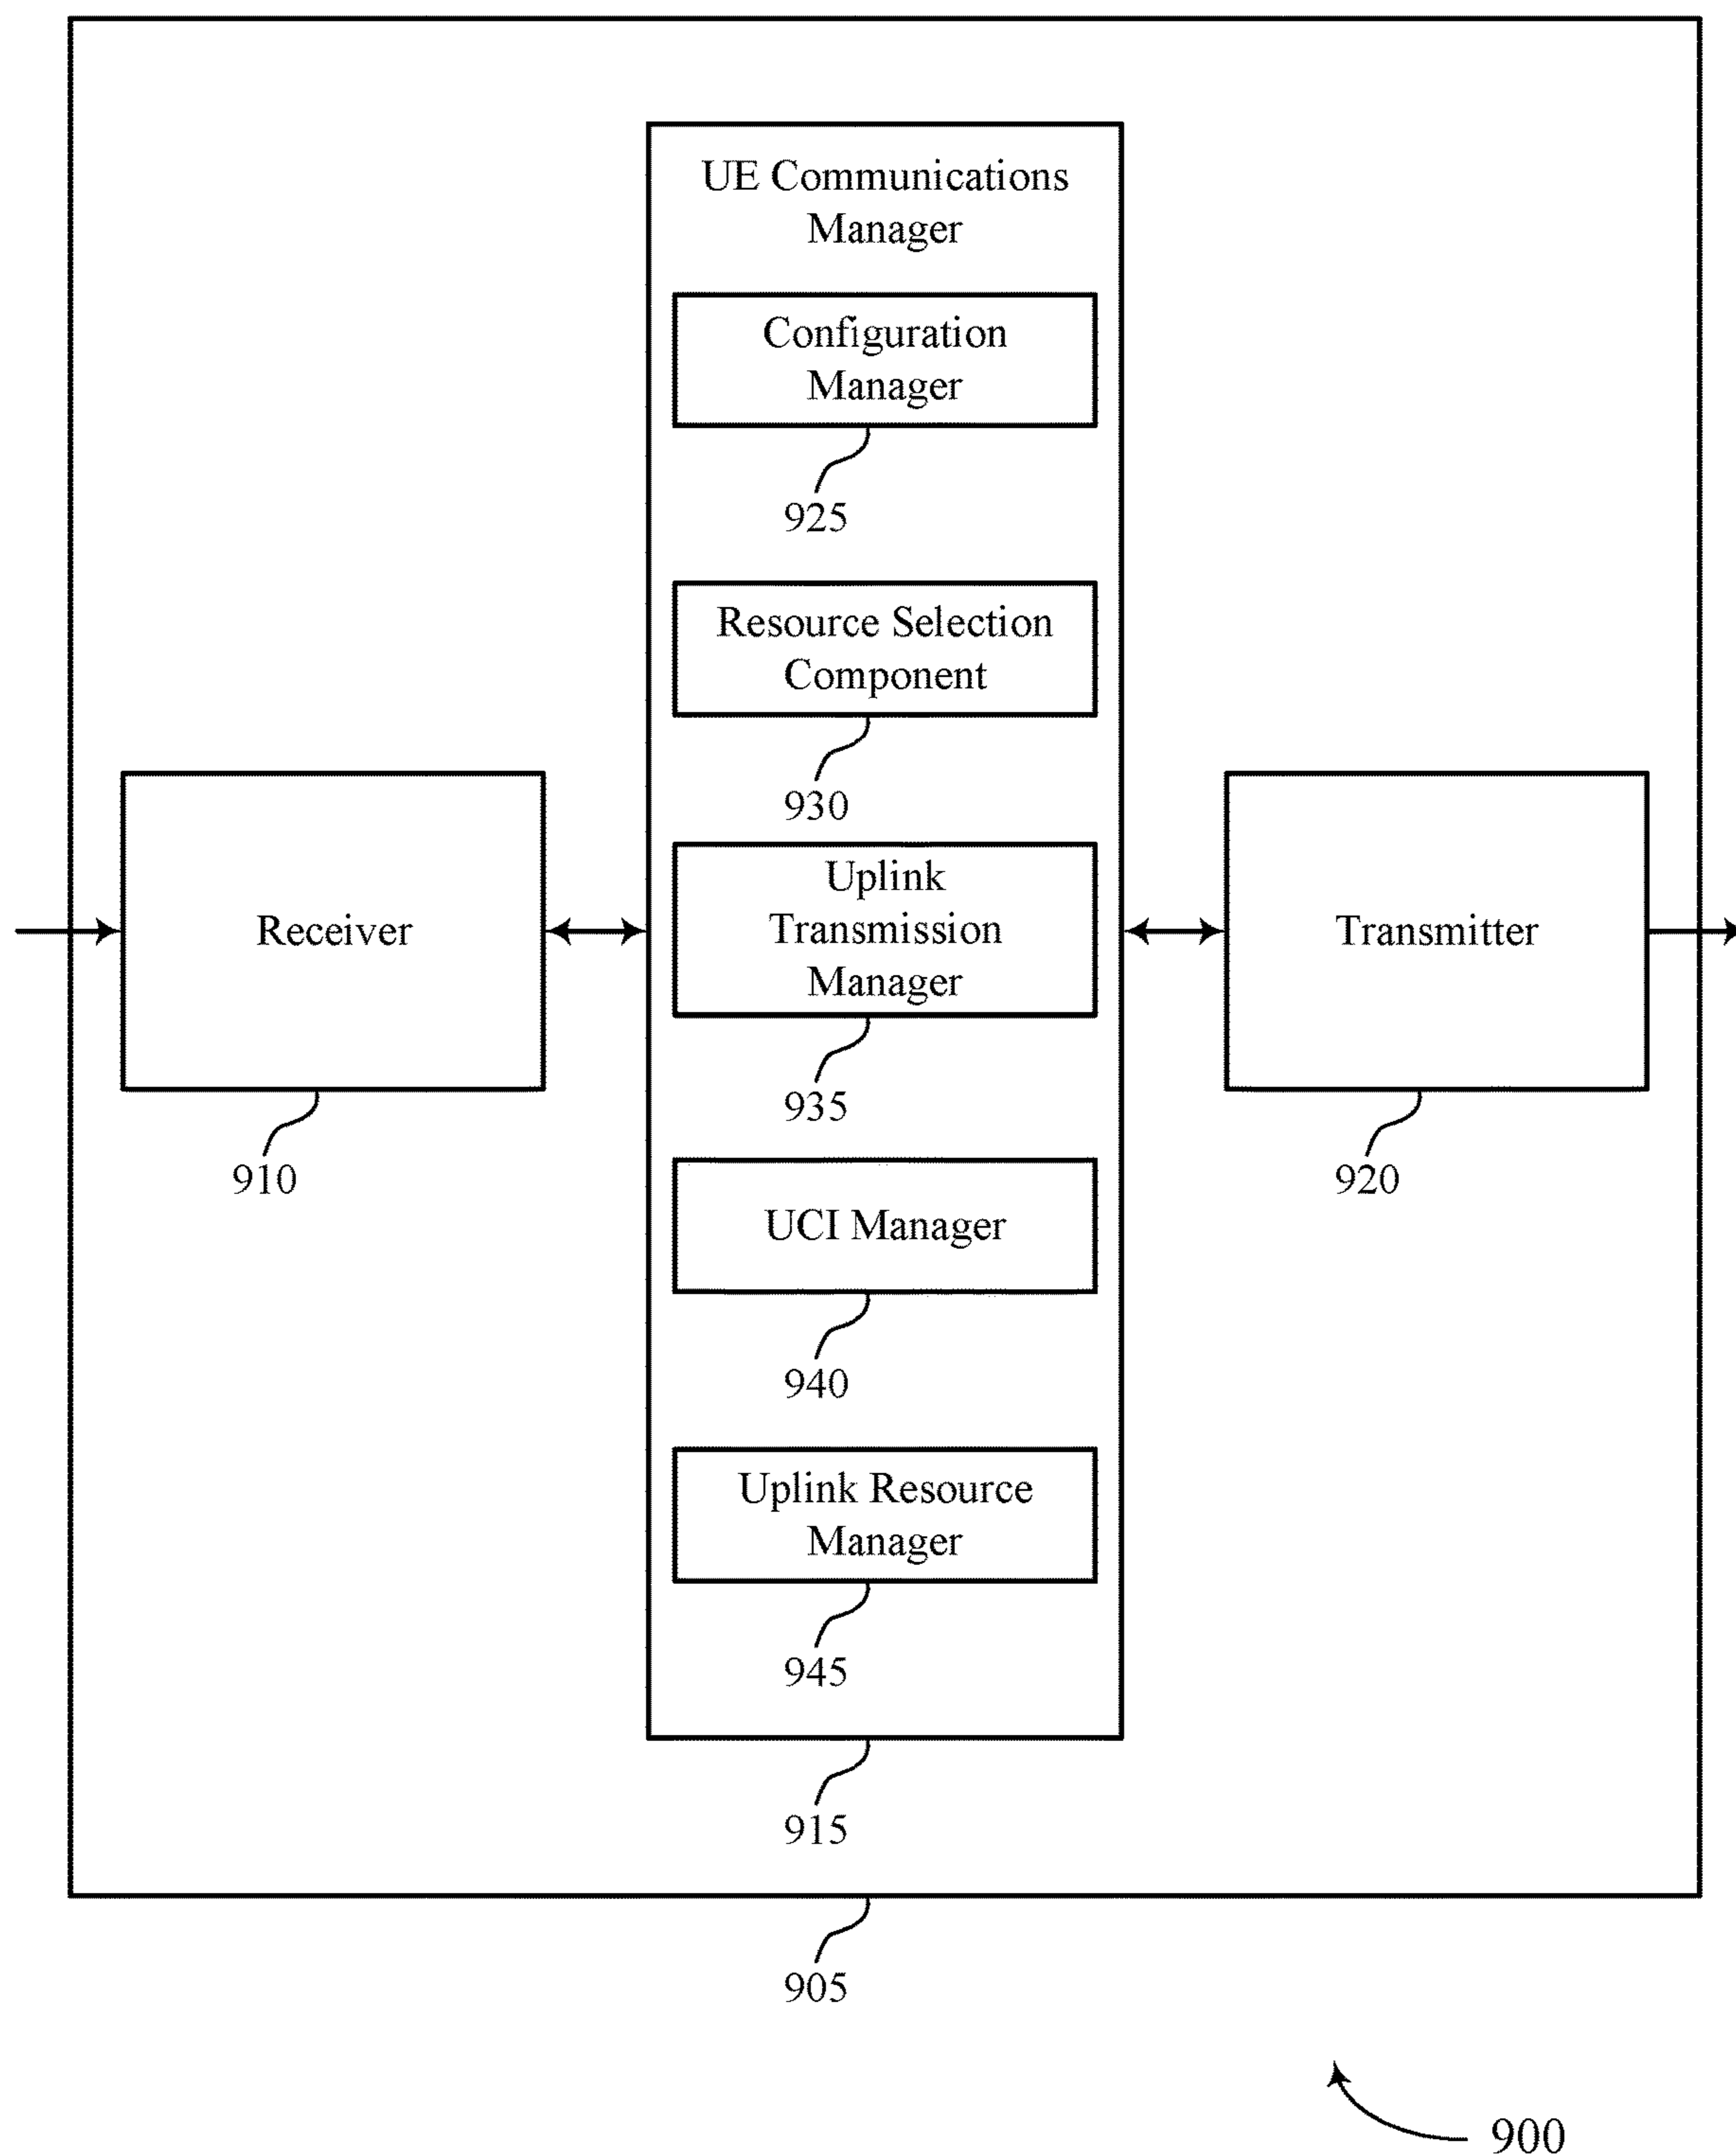 UE Communications
Manager
Configuration
Manager
925
Resource Selection
Component
930
Receiver
910
Uplink
Transmission
Manager
935
Transmitter
920
UCI Manager
940
Uplink Resource
Manager
945
915
905
900